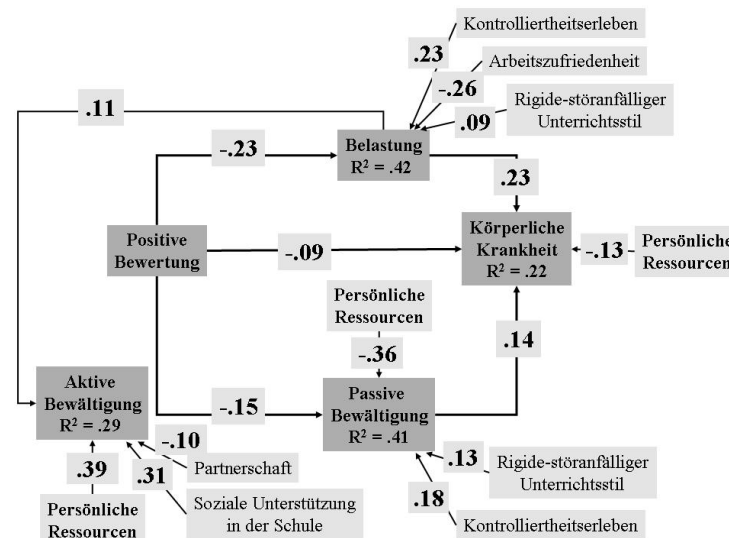 Kontrolliertheitserleben
.23
Arbeitszufriedenheit
-.26
.11
Rigide-störanfälliger
Unterrichtsstil
.09
Belastung
R² = .42
-.23
.23
Positive
Bewertung
-.09
Körperliche
Krankheit
R² = .22
-.13
Persönliche
Ressourcen
Persönliche
Ressourcen
-.36
.14
Aktive
Bewältigung
R² = .29
-.15
Passive
Bewältigung
R² = .41
-.10
Partnerschaft
.39
.31
Soziale Unterstützung
in der Schule
Persönliche
Ressourcen
.13
Rigide-störanfälliger
Unterrichtsstil
.18
Kontrolliertheitserleben